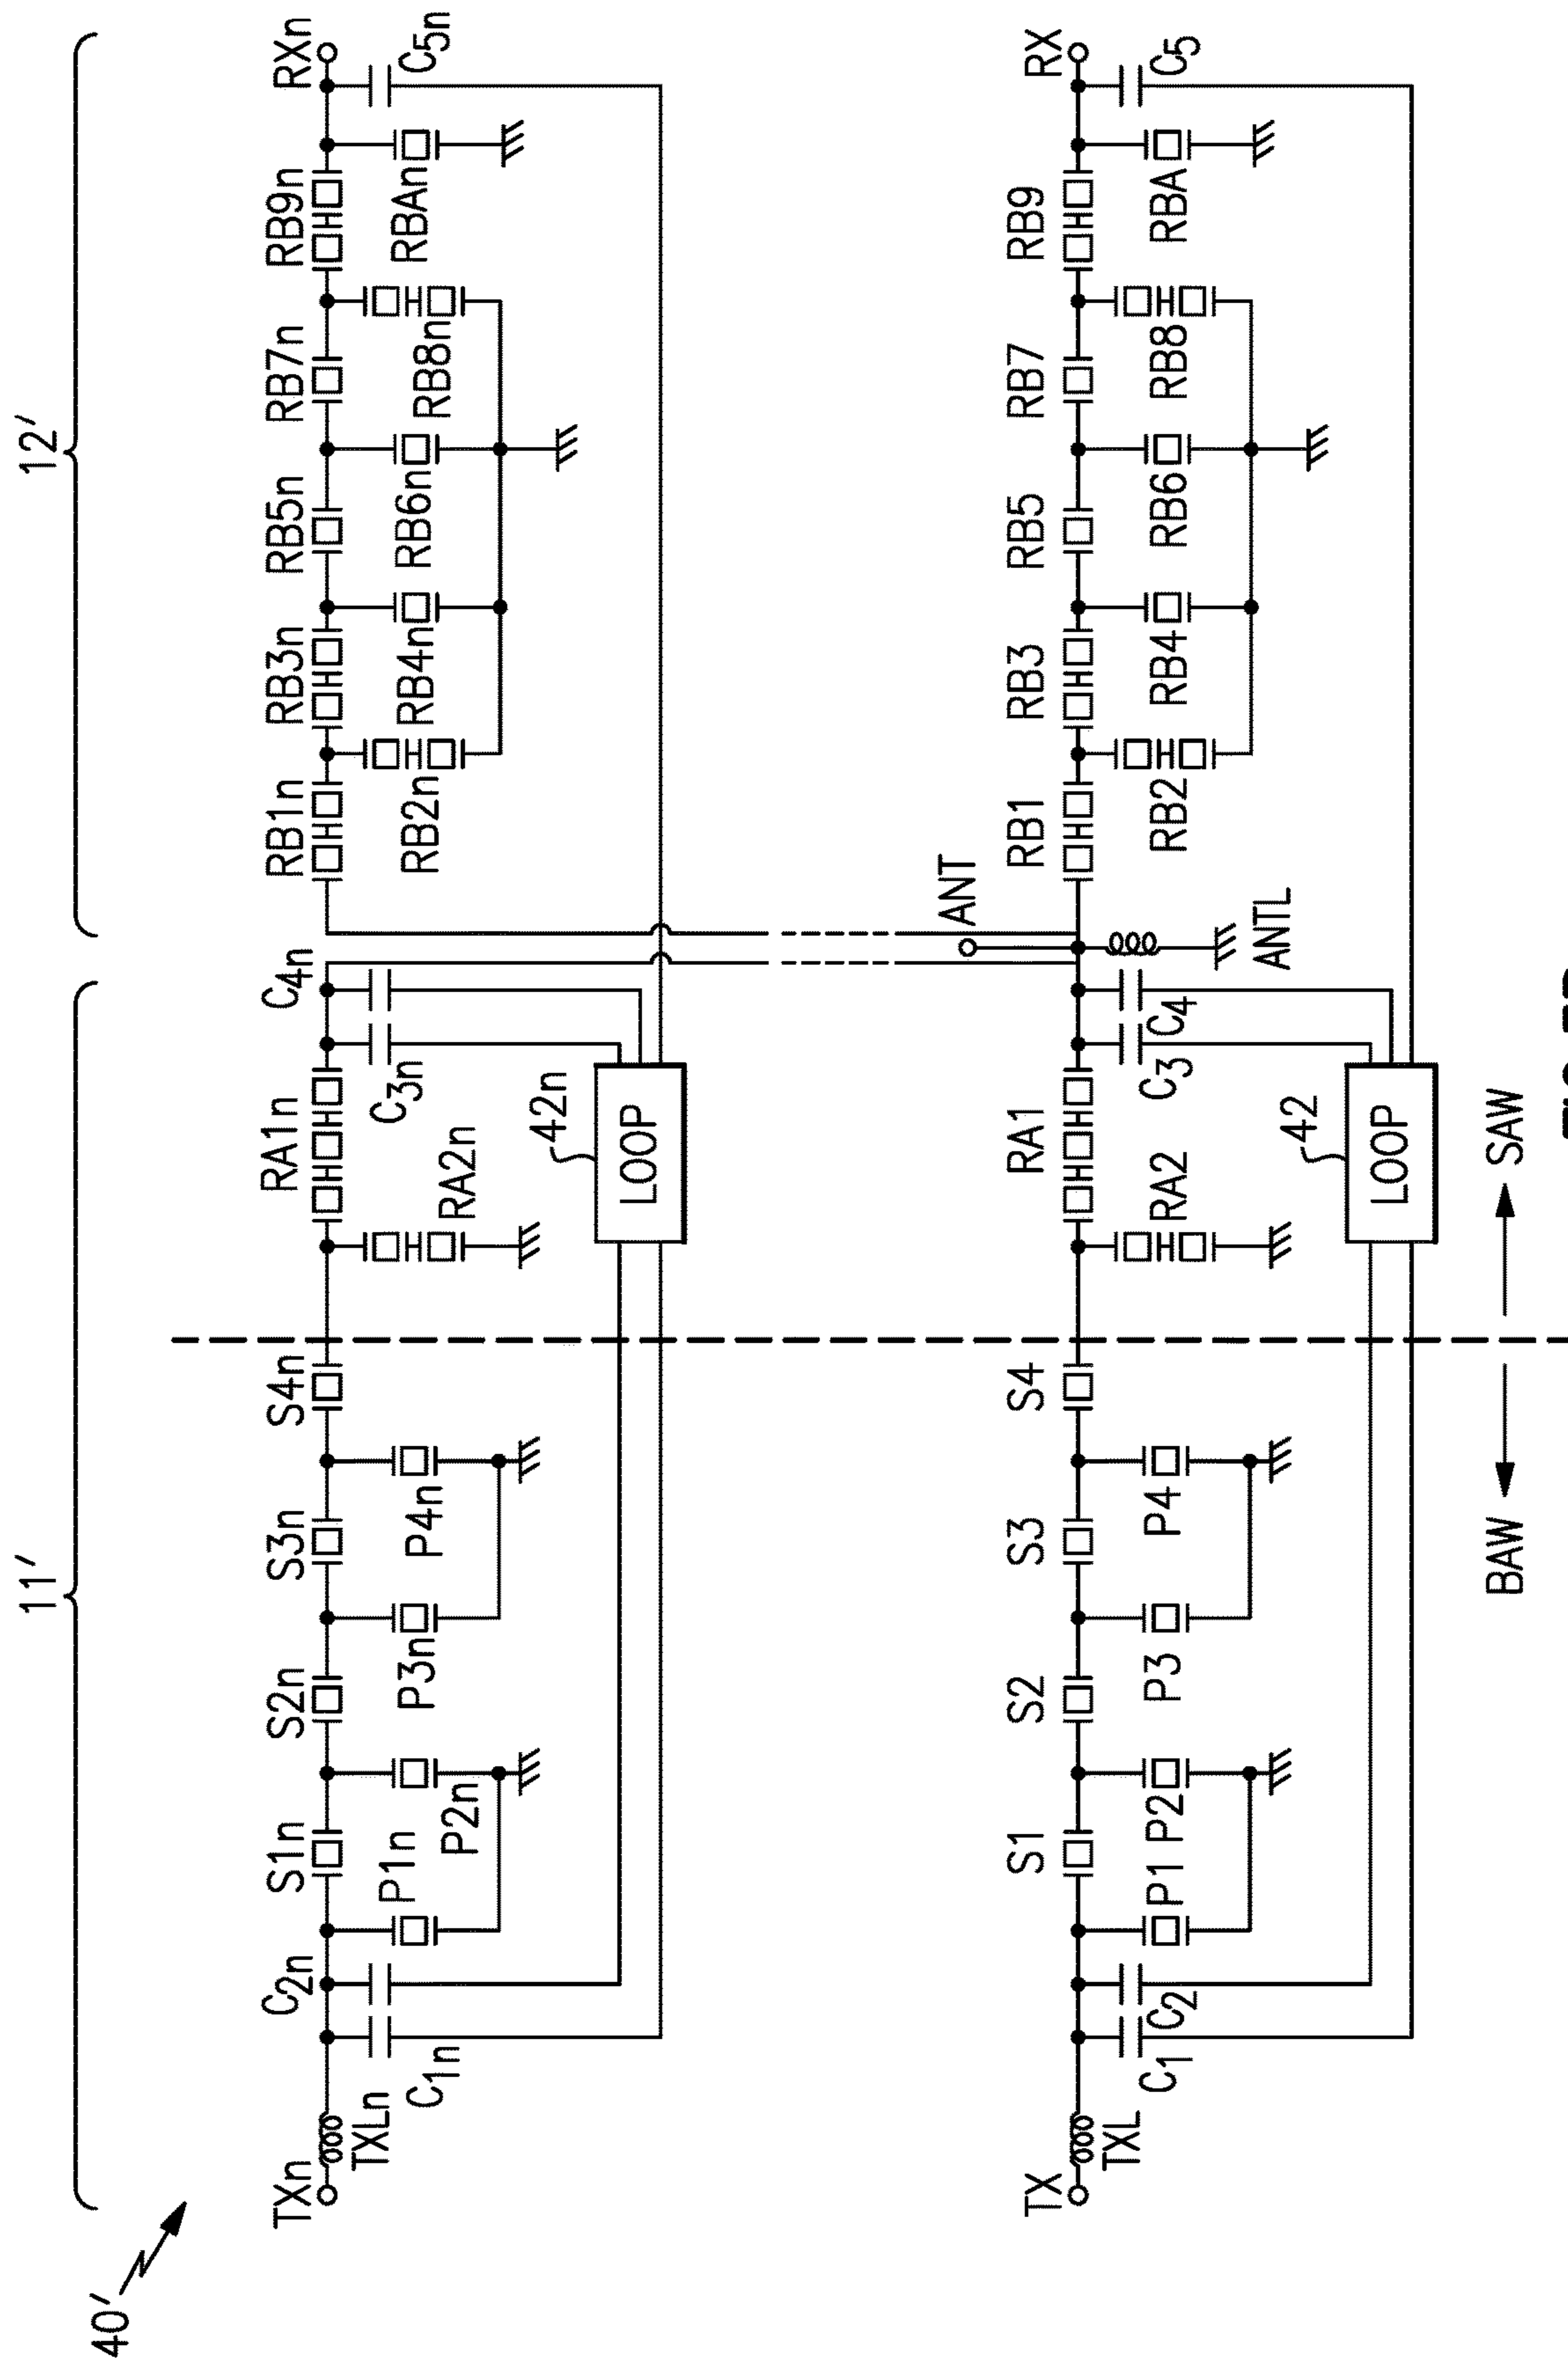 40′
11′
12′
TXn
TXLn
C1n
C2n
P1n
S1n
P2n
S2n
P3n
S3n
P4n
S4n
RA2n
RA1n
C3n
C4n
42n
LOOP
RB1n
RB2n
RB3n
RB4n
RB5n
RB6n
RB7n
RB8n
RB9n
RBAn
RXn
C5n
TX
TXL
C1
C2
P1
S1
P2
S2
P3
S3
P4
S4
RA2
RA1
C3
C4
42
LOOP
ANT
ANTL
RB1
RB2
RB3
RB4
RB5
RB6
RB7
RB8
RB9
RBA
RX
C5
BAW
SAW